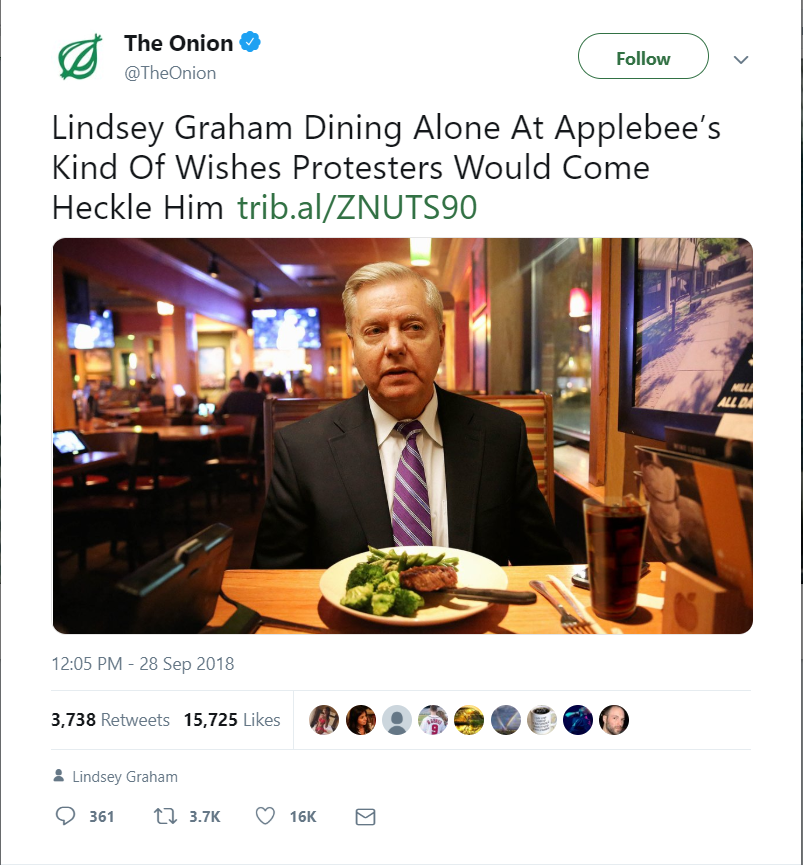 The Onion
@TheOnion
Follow
Lindsey Graham Dining Alone At Applebee’s
Kind Of Wishes Protesters Would Come
Heckle Him trib.al/ZNUTS90
ALL DA
12:05 PM - 28 Sep 2018
3,738 Retweets 15,725 Likes
Lindsey Graham
361 3.7K 16K